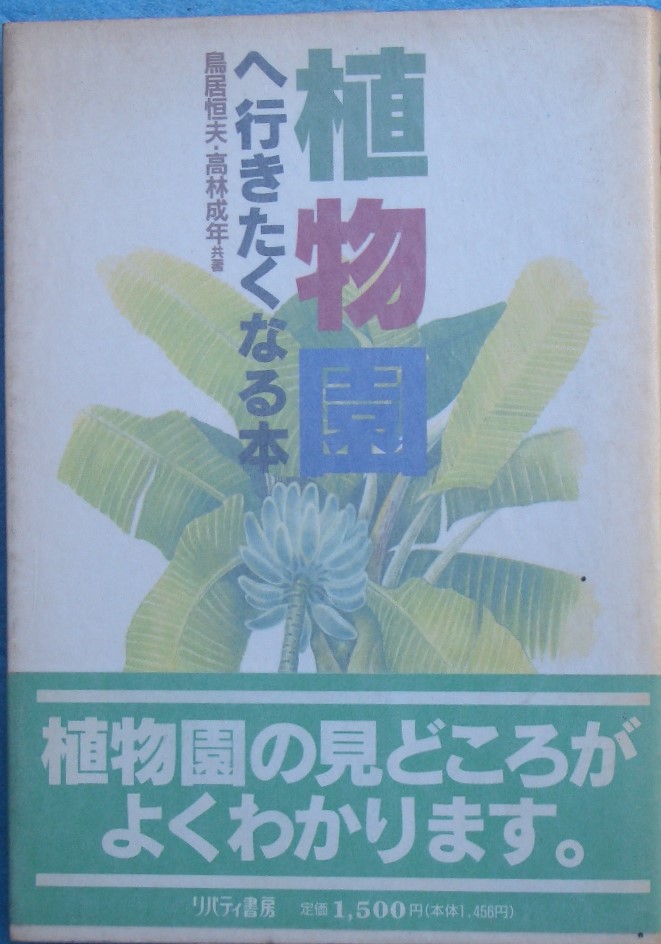 植物園
へ行きたくなる本
鳥居恒夫・高林成年共著
植物園の見どころが
よくわかります。
リバティ書房 定価1,500円(本体1,456円)